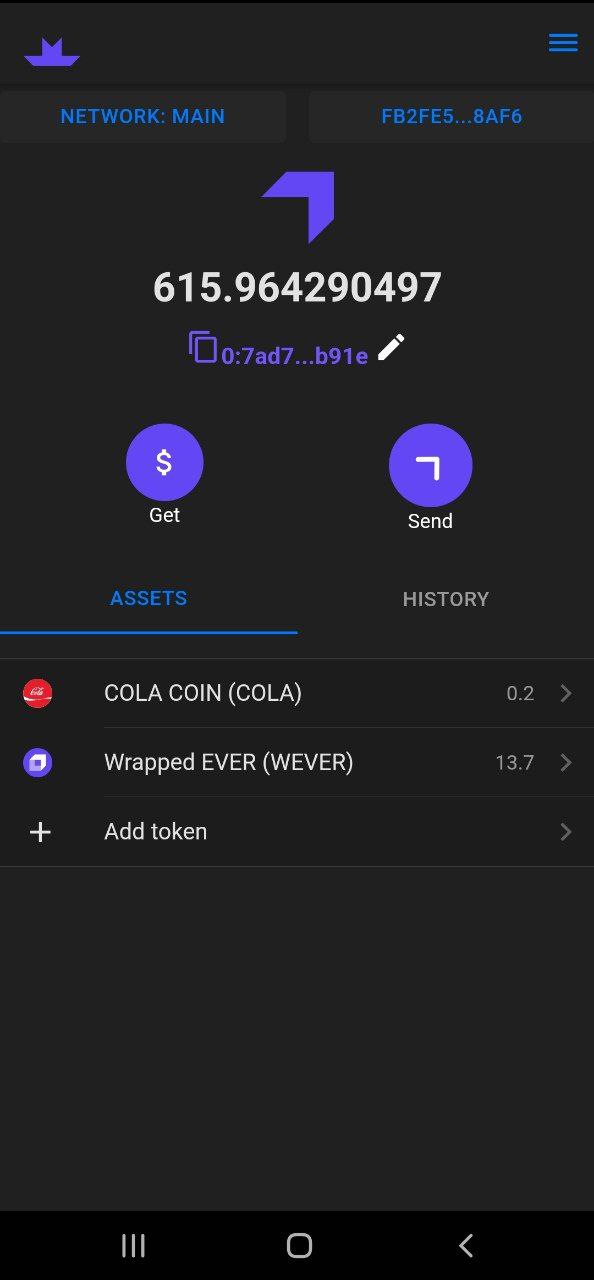 NETWORK: MAIN
FB2FE5...8AF6
615.964290497
0:7ad7...b91e
$
Get
Send
ASSETS
HISTORY
COLA COIN (COLA)
0.2
Wrapped EVER (WEVER)
13.7
Add token